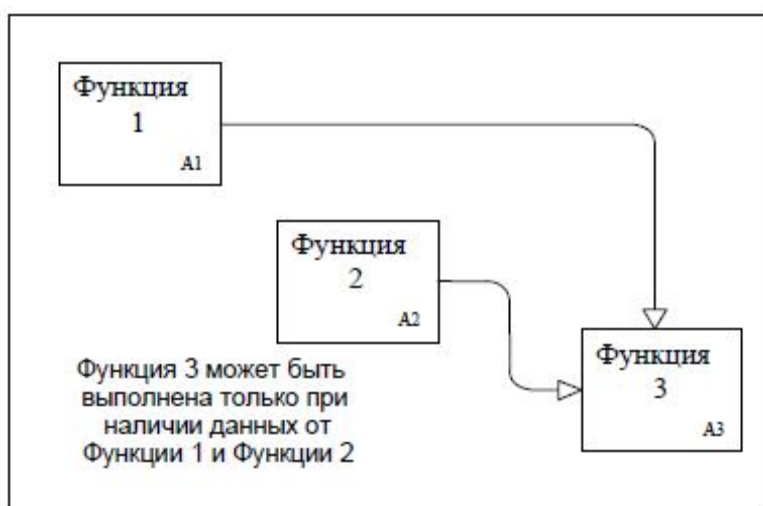 Функция
1
A1
Функция
2
A2
Функция
3
A3
Функция 3 может быть
выполнена только при
наличии данных от
Функции 1 и Функции 2